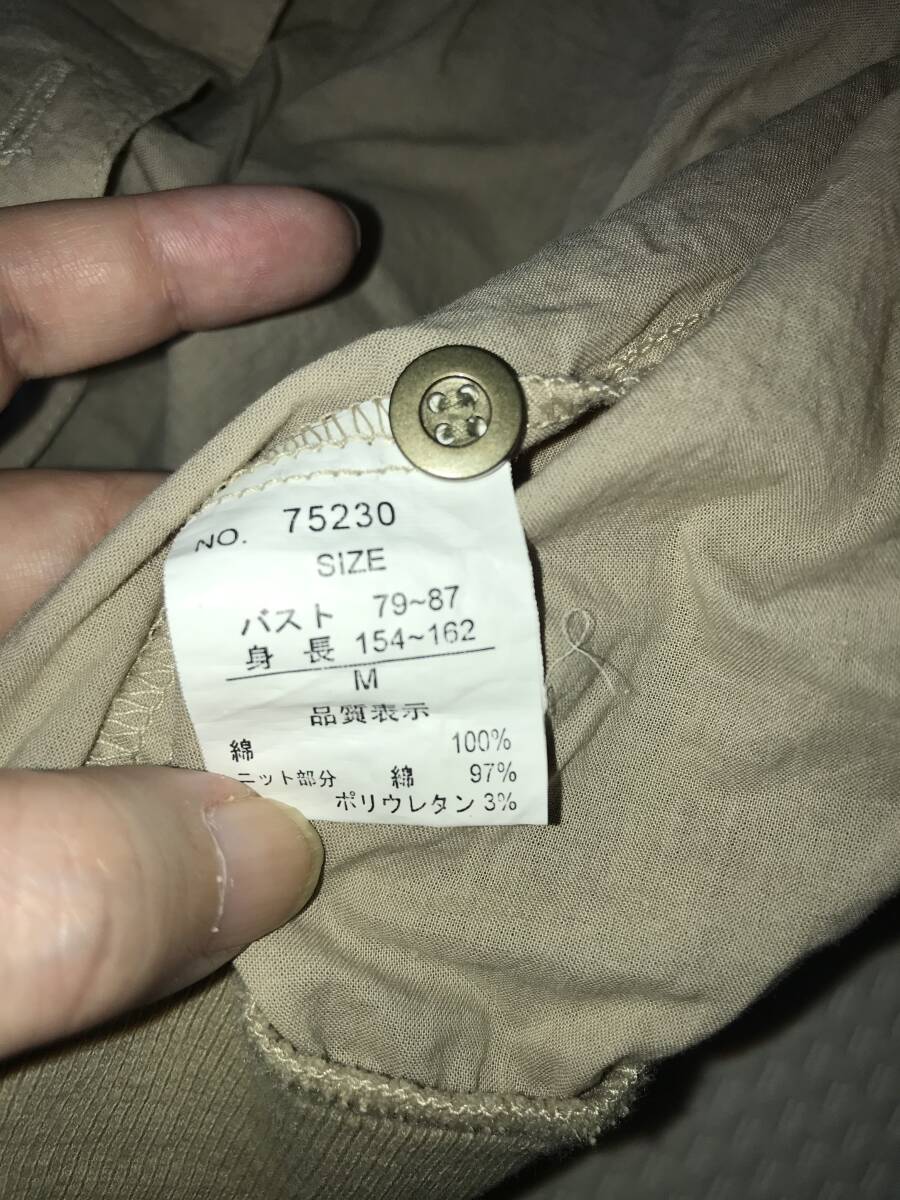 NO. 75230
SIZE
バスト 79~87
身 長 154~162
M
品質表示
綿 100%
ニット部分 綿 97%
ポリウレタン 3%